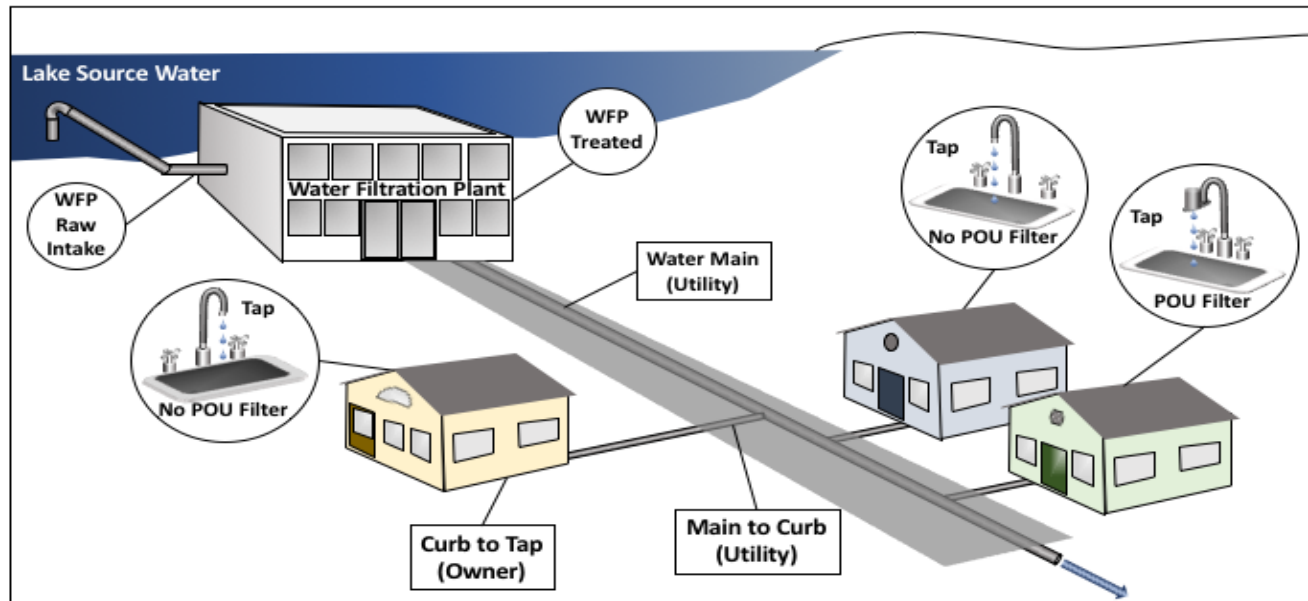 Lake Source Water
WFP
Raw
Intake
WFP
Treated
Water Filtration Plant
Water Main
(Utility)
Tap
No POU Filter
Tap
POU Filter
Tap
No POU Filter
Curb to Tap
(Owner)
Main to Curb
(Utility)